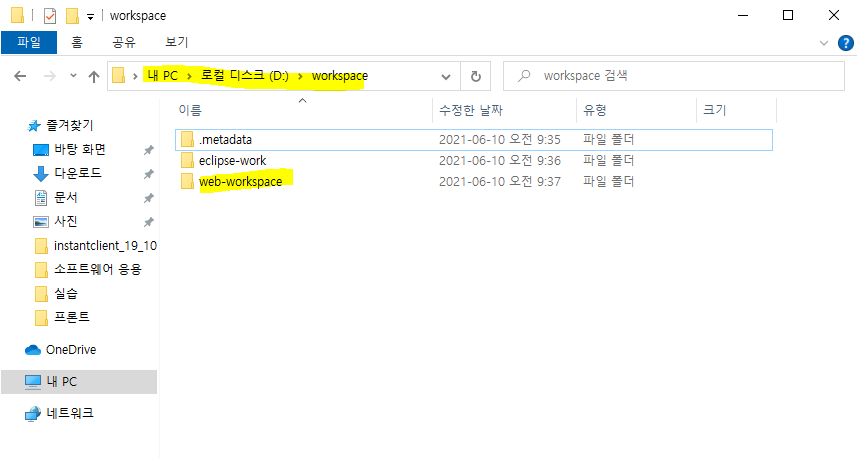 workspace
파일 홈 공유 보기
내 PC 로컬 디스크 (D:) workspace workspace 검색
이름 수정한 날짜 유형 크기
즐겨찾기
바탕 화면
다운로드
문서
사진
instantclient_19_10
소프트웨어 응용
실습
프론트
OneDrive
내 PC
네트워크
.metadata 2021-06-10 오전 9:35 파일 폴더
eclipse-work 2021-06-10 오전 9:36 파일 폴더
web-workspace 2021-06-10 오전 9:37 파일 폴더